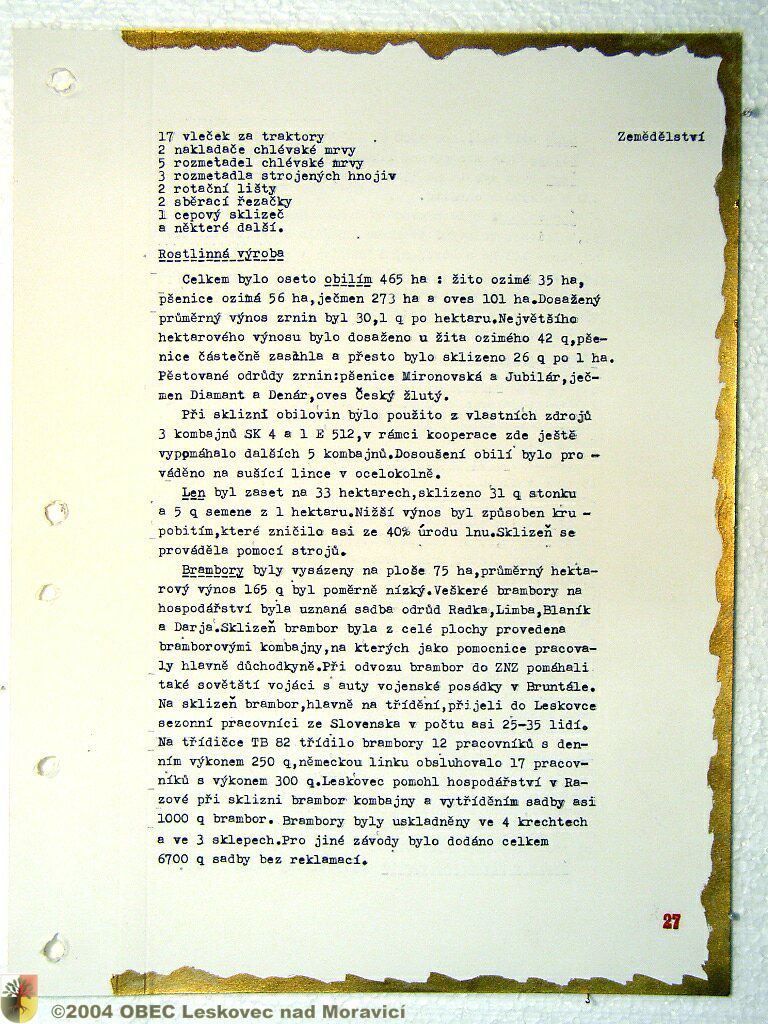 17 vleček za traktory
Zemědělství
2 nakladače chlévské mrvy
5 rozmetadel chlévské mrvy
3 rozmetadla strojených hnojiv
2 rotační lišty
2 sběrací řezačky
1 cepový sklizeč
a některé další.
Rostlinná výroba
Celkem bylo oseto obilím 465 ha : žito ozimé 35 ha,
pšenice ozimá 56 ha,ječmen 273 ha a oves 101 ha.Dosažený
průměrný výnos zrnin byl 30,1 q po hektaru.Největšího
hektarového výnosu bylo dosaženo u žita ozimého 42 q,pše-
nice částečně zasáhla a přesto bylo sklizeno 26 q po 1 ha.
Pěstované odrůdy zrnin:pšenice Mironovská a Jubilár,ječ-
men Diamant a Denár,oves Český žlutý.
Při sklizni obilovin bylo použito z vlastních zdrojů
3 kombajnů SK 4 a 1 E 512,v rámci kooperace zde ještě
vypomáhalo dalších 5 kombajnů.Dosoušení obilí bylo pro -
váděno na sušící lince v ocelokolně.
Len byl zaset na 33 hektarech,sklizeno 31 q stonku
a 5 q semene z 1 hektaru.Nižší výnos byl způsoben kru -
pobitím,které zničilo asi ze 40% úrodu lnu.Sklizeň se
prováděla pomocí strojů.
Brambory byly vysázeny na ploše 75 ha,průměrný hekta-
rový výnos 165 q byl poměrně nízký.Veškeré brambory na
hospodářství byla uznaná sadba odrůd Radka,Limba,Blaník
a Darja.Sklizeň brambor byla z celé plochy provedena
bramborovými kombajny,na kterých jako pomocnice pracova-
ly hlavně důchodkyně.Při odvozu brambor do ZNZ pomáhali
také sovětští vojáci s auty vojenské posádky v Bruntále.
Na sklizeň brambor,hlavně na třídění,přijeli do Leskovce
sezonní pracovníci ze Slovenska v počtu asi 25-35 lidí.
Na třídičce TB 82 třídilo brambory 12 pracovníků s den-
ním výkonem 250 q,německou linku obsluhovalo 17 pracov-
níků s výkonem 300 q.Leskovec pomohl hospodářství v Ra-
zové při sklizni brambor kombajny a vytříděním sadby asi
1000 q brambor. Brambory byly uskladněny ve 4 krechtech
a ve 3 sklepech.Pro jiné závody bylo dodáno celkem
6700 q sadby bez reklamací.
27
©2004 OBEC Leskovec nad Moravicí